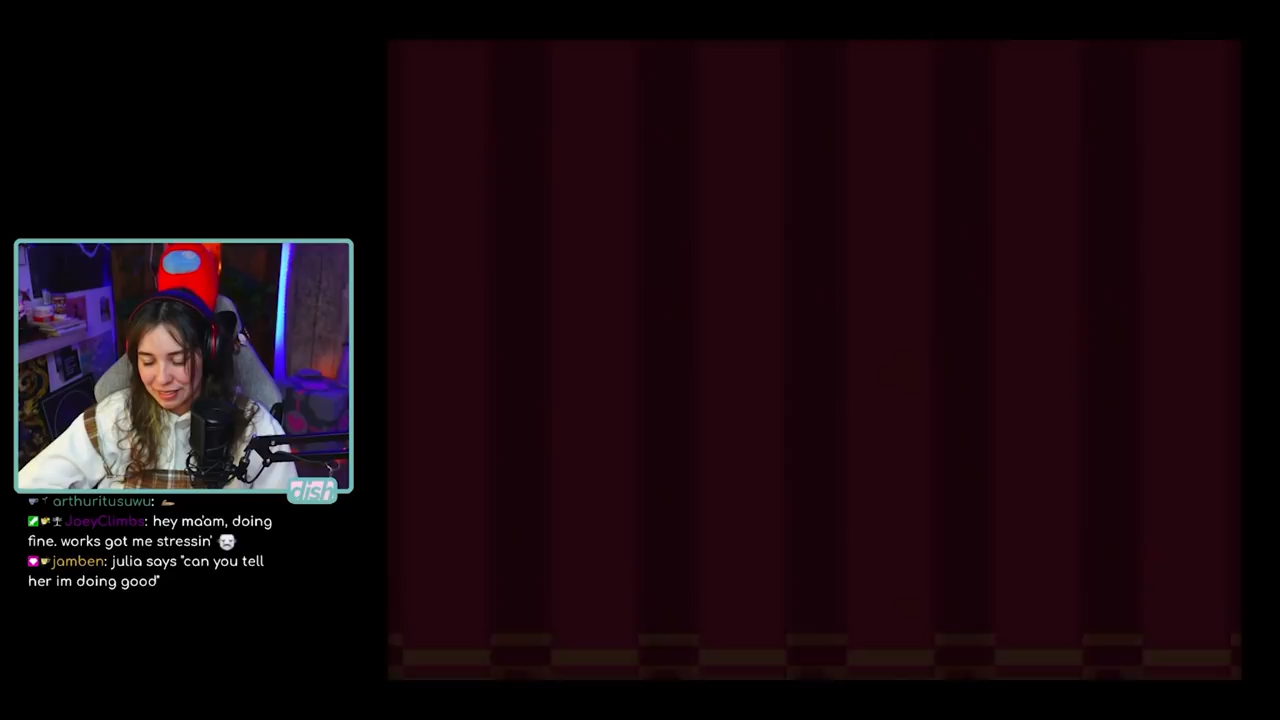 dish
arthuritusuwu:
JoeyClimbs: hey ma'am, doing
fine. works got me stressin'
jamben: julia says "can you tell
her im doing good"